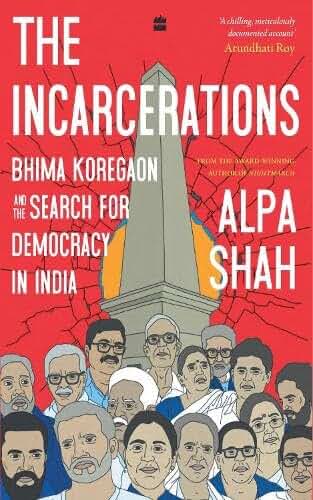 'A chilling, meticulously
documented account'
Arundhati Roy
THE
INCARCERATIONS
BHIMA KOREGAON
AND THE SEARCH FOR
DEMOCRACY
IN INDIA
FROM THE AWARD-WINNING
AUTHOR OF NIGHTMARCH
ALPA
SHAH